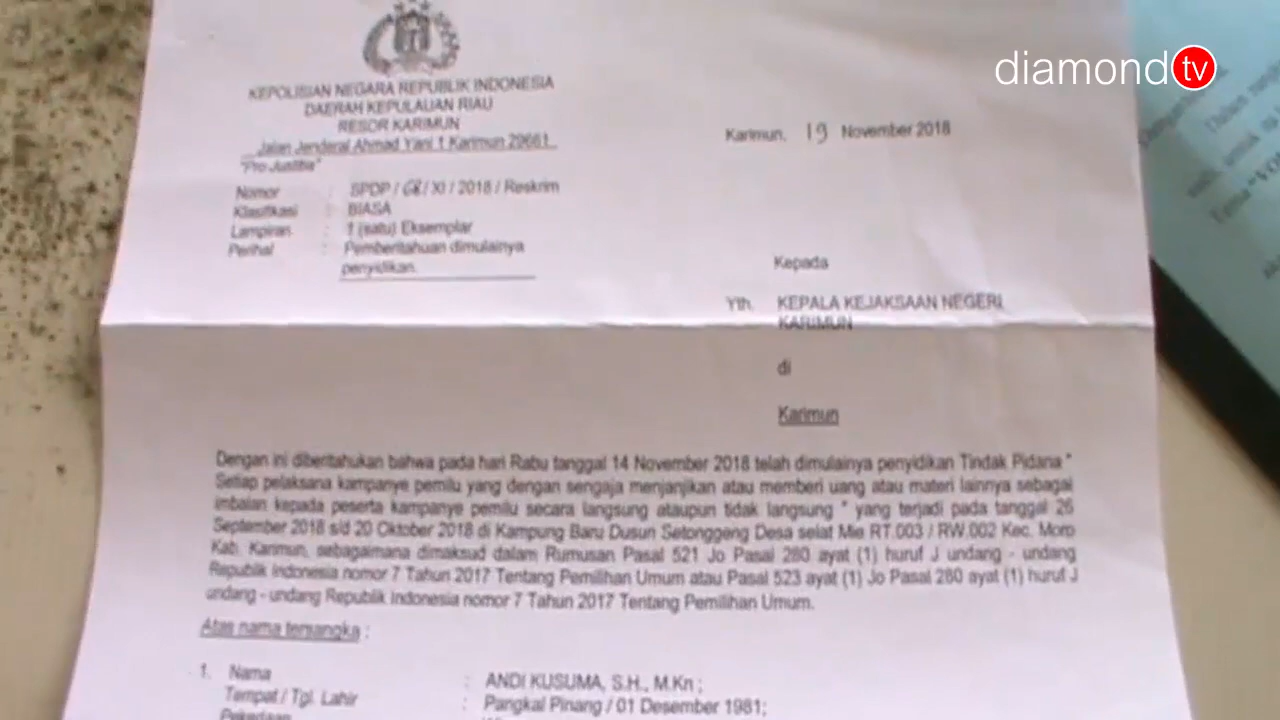 diamond tv
KEPOLISIAN NEGARA REPUBLIK INDONESIA
DAERAH KEPULAUAN RIAU
RESOR KARIMUN
Jalan Jenderal Ahmad Yani 1 Karimun 29661
"Pro Justitia"
Karimun, 19 November 2018
Nomor : SPDP / 68 / XI / 2018 / Reskrim
Klasifikasi : BIASA
Lampiran : 1 (satu) Eksemplar
Perihal : Pemberitahuan dimulainya
penyidikan.
Kepada
Yth. KEPALA KEJAKSAAN NEGERI
KARIMUN
di
Karimun
Dengan ini diberitahukan bahwa pada hari Rabu tanggal 14 November 2018 telah dimulainya penyidikan Tindak Pidana "
Setiap pelaksana kampanye pemilu yang dengan sengaja menjanjikan atau memberi uang atau materi lainnya sebagai
imbalan kepada peserta kampanye pemilu secara langsung ataupun tidak langsung " yang terjadi pada tanggal 26
September 2018 s/d 20 Oktober 2018 di Kampung Baru Dusun Setonggeng Desa selat Mie RT.003 / RW.002 Kec. Moro
Kab. Karimun, sebagaimana dimaksud dalam Rumusan Pasal 521 Jo Pasal 280 ayat (1) huruf J undang - undang
Republik Indonesia nomor 7 Tahun 2017 Tentang Pemilihan Umum atau Pasal 523 ayat (1) Jo Pasal 280 ayat (1) huruf J
undang - undang Republik Indonesia nomor 7 Tahun 2017 Tentang Pemilihan Umum.
Atas nama tersangka :
1. Nama : ANDI KUSUMA, S.H., M.Kn ;
Tempat / Tgl. Lahir : Pangkal Pinang / 01 Desember 1981;